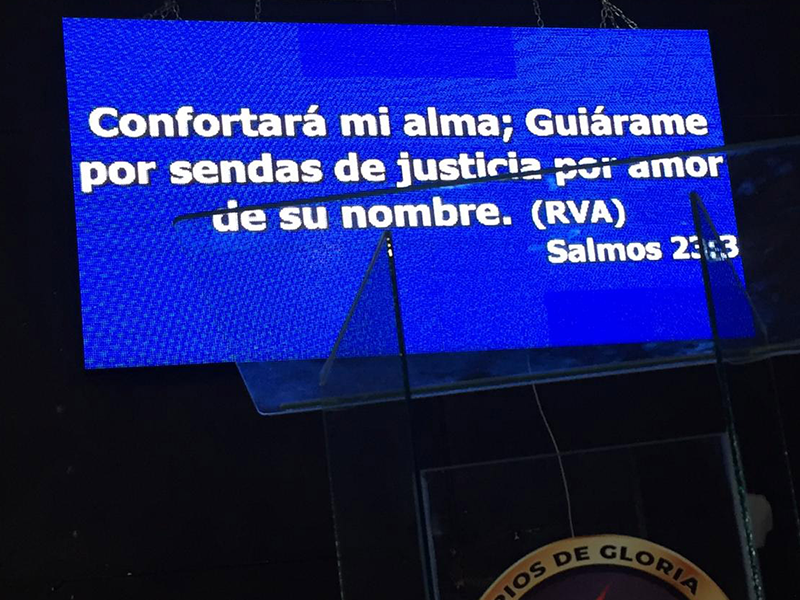 Confortará mi alma; Guiárame
por sendas de justicia por amor
de su nombre. (RVA)
Salmos 23:3
DE GLORIA